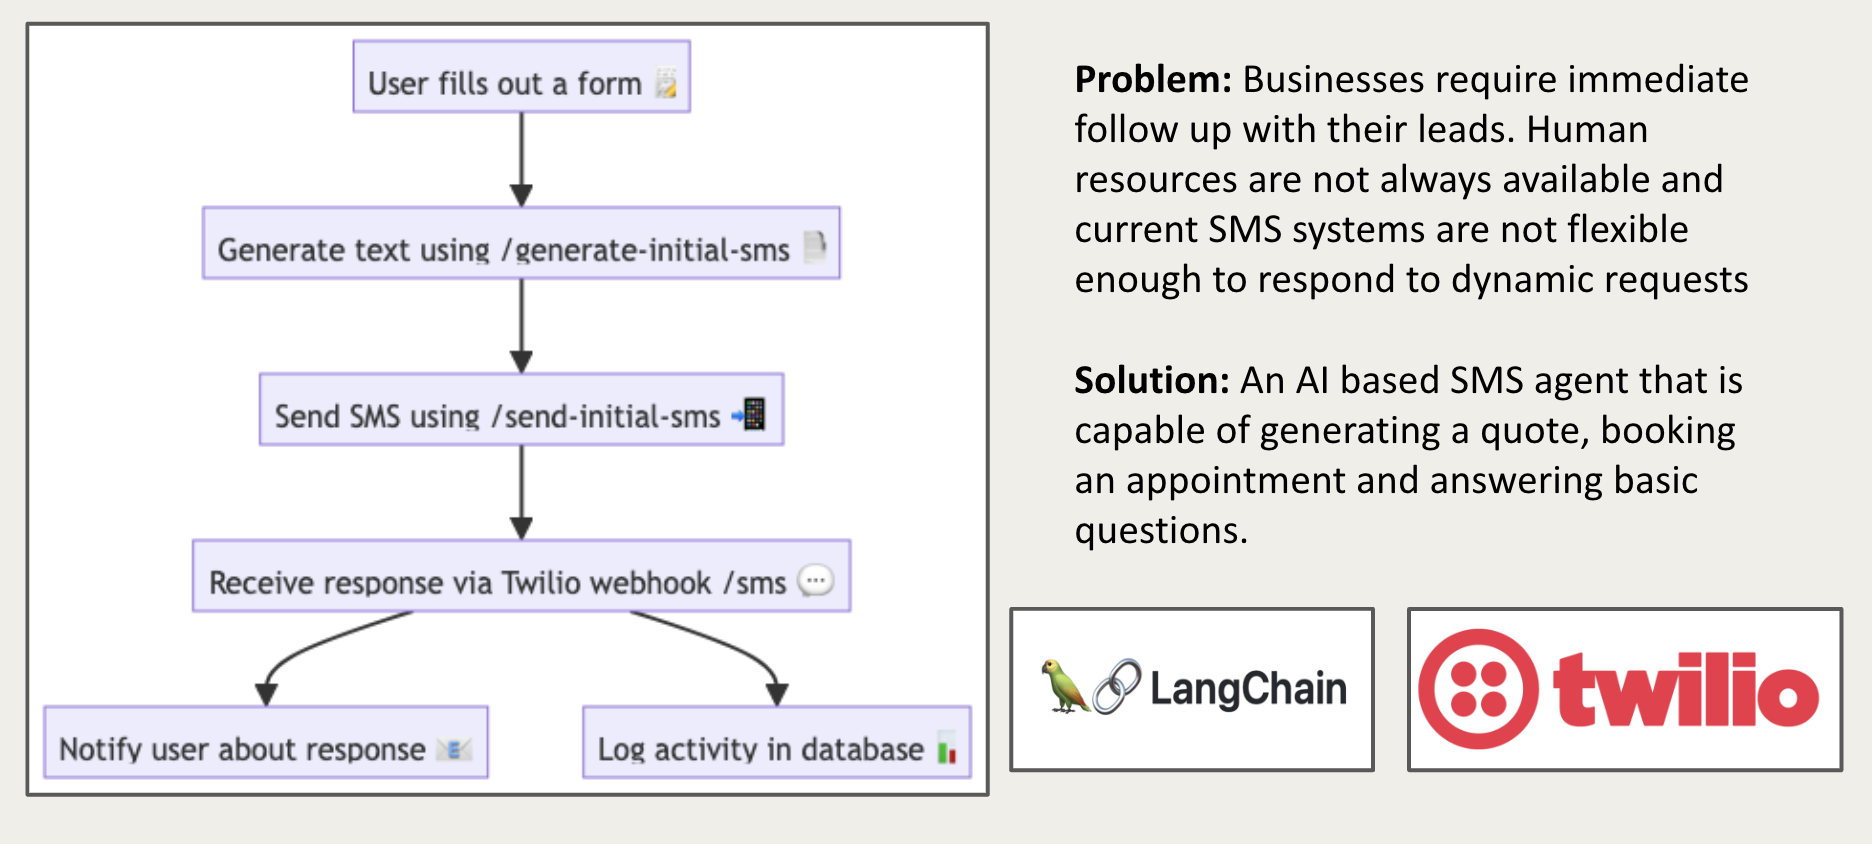 User fills out a form
Generate text using /generate-initial-sms
Send SMS using /send-initial-sms
Receive response via Twilio webhook /sms
Notify user about response
Log activity in database
Problem: Businesses require immediate
follow up with their leads. Human
resources are not always available and
current SMS systems are not flexible
enough to respond to dynamic requests
Solution: An AI based SMS agent that is
capable of generating a quote, booking
an appointment and answering basic
questions.
LangChain
twilio